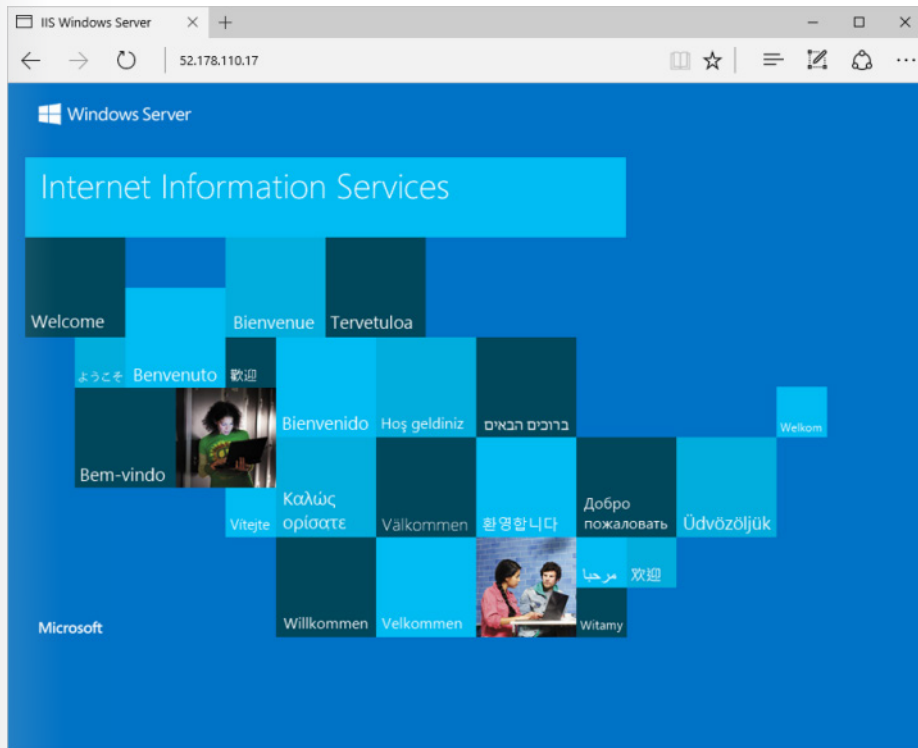 IIS Windows Server
52.178.110.17
Windows Server
Internet Information Services
Welcome
Bienvenue
Tervetuloa
ようこそ
Benvenuto
歡迎
Bienvenido
Hoş geldiniz
ברוכים הבאים
Welkom
Bem-vindo
Vítejte
Καλώς
ορίσατε
Välkommen
환영합니다
Добро
пожаловать
Üdvözöljük
مرحبا
欢迎
Microsoft
Willkommen
Velkommen
Witamy